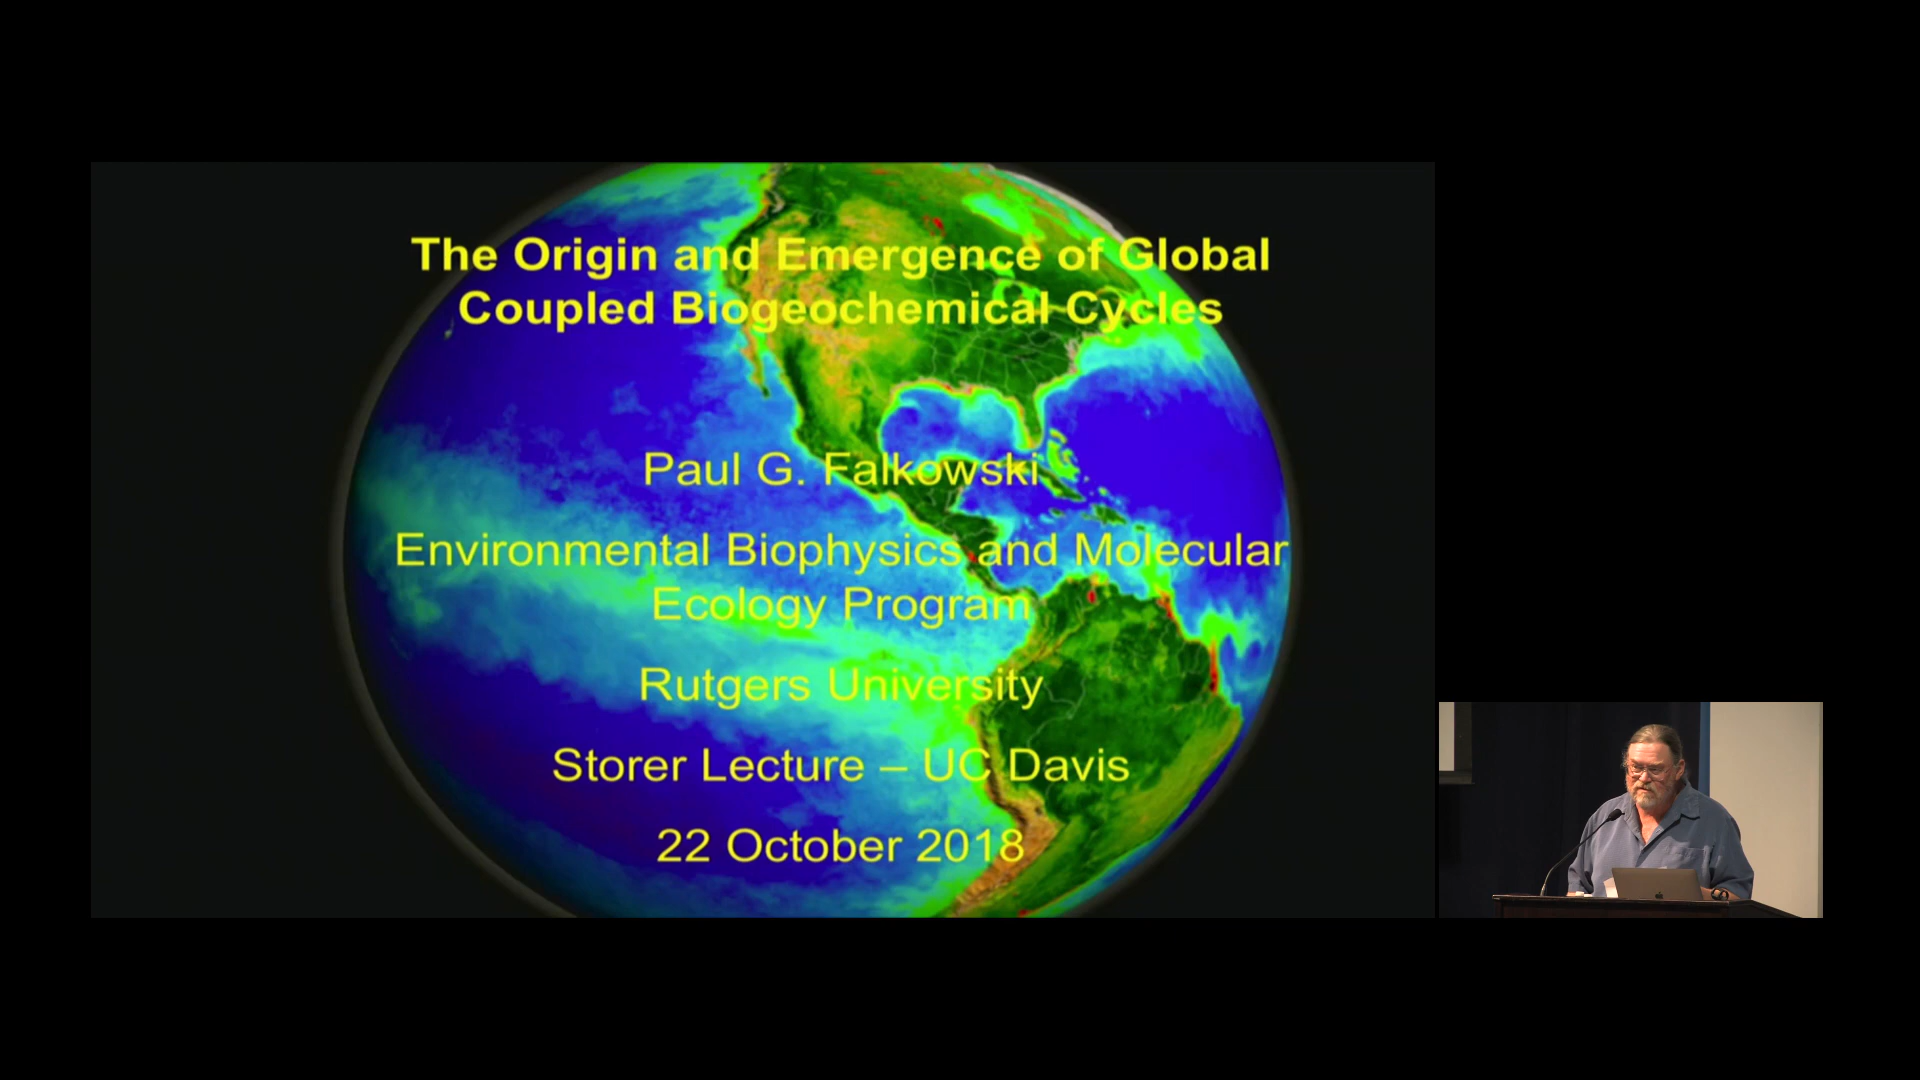 The Origin and Emergence of Global
Coupled Biogeochemical Cycles
Paul G. Falkowski
Environmental Biophysics and Molecular
Ecology Program
Rutgers University
Storer Lecture – UC Davis
22 October 2018